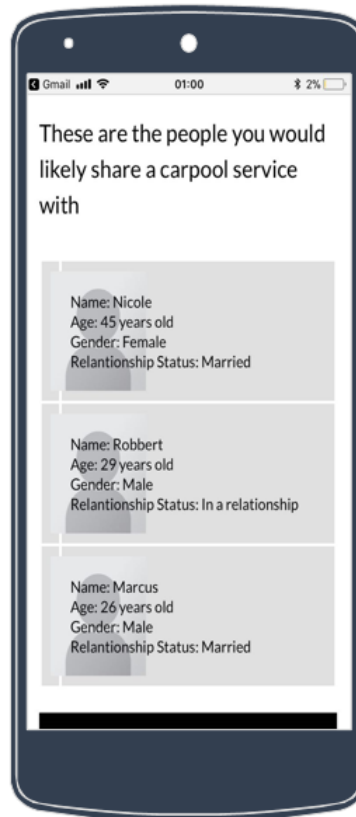 Gmail 01:00 2%
These are the people you would
likely share a carpool service
with
Name: Nicole
Age: 45 years old
Gender: Female
Relantionship Status: Married
Name: Robbert
Age: 29 years old
Gender: Male
Relantionship Status: In a relationship
Name: Marcus
Age: 26 years old
Gender: Male
Relantionship Status: Married